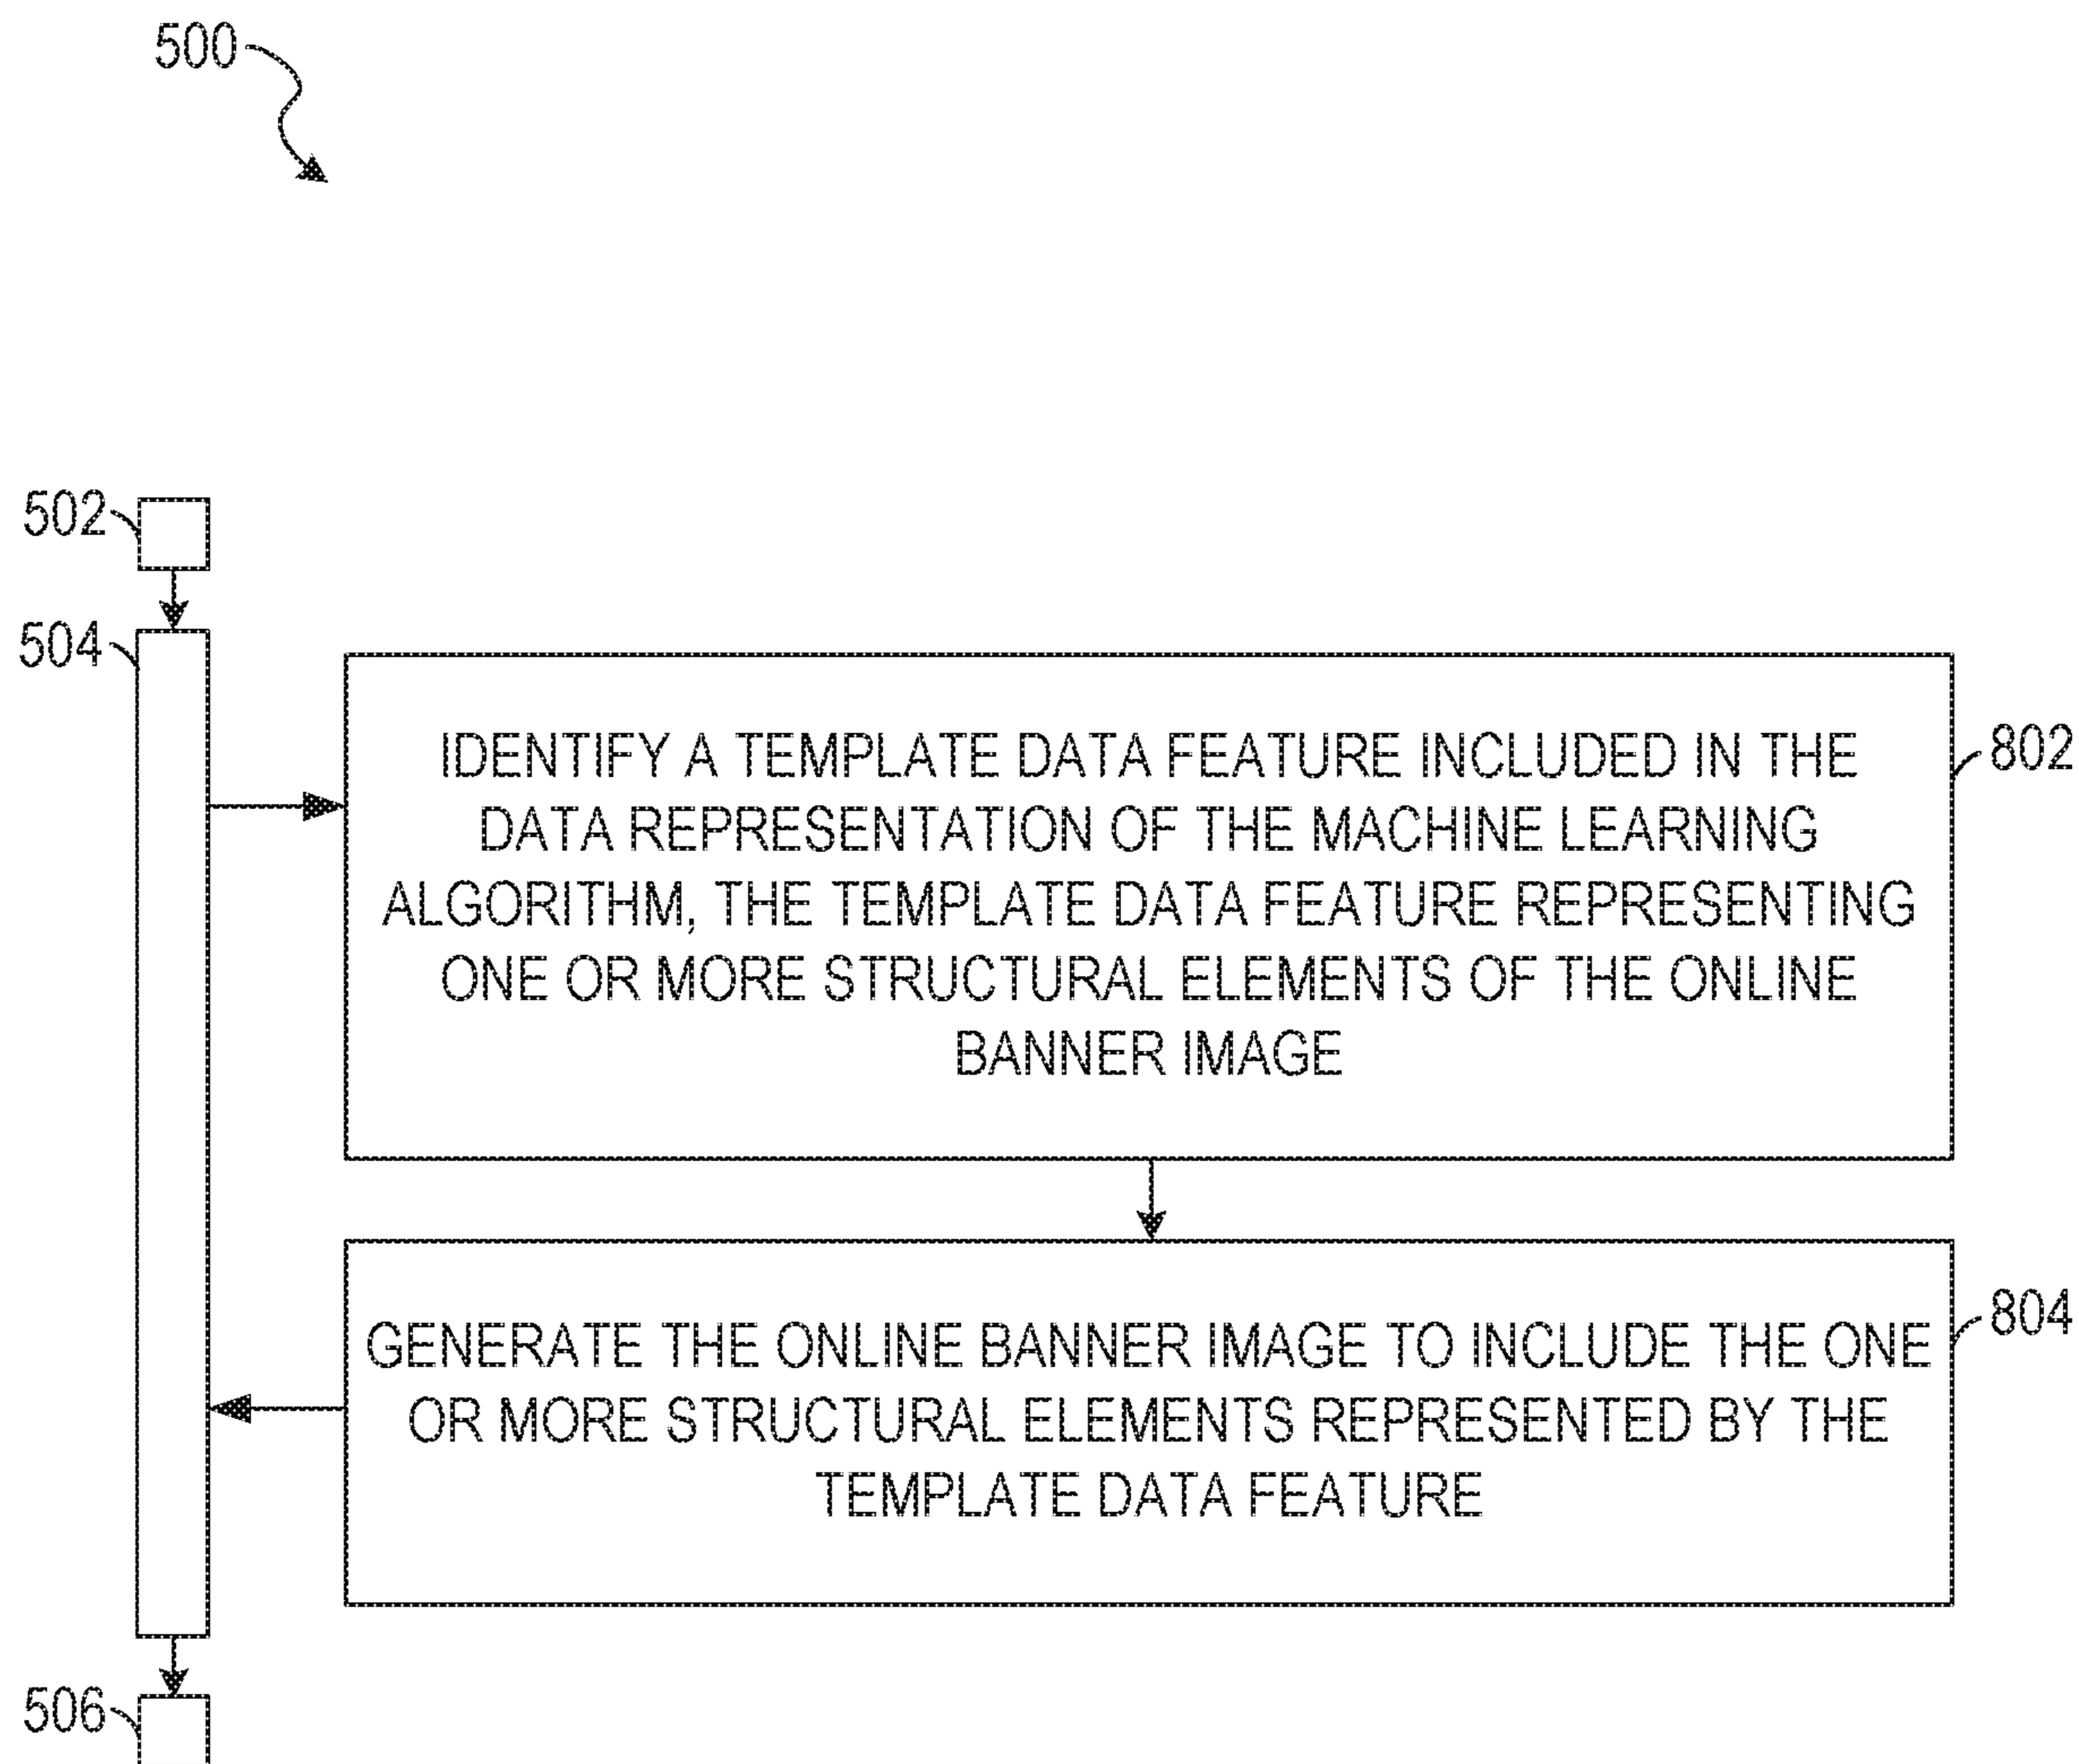 500
502
504
IDENTIFY A TEMPLATE DATA FEATURE INCLUDED IN THE
DATA REPRESENTATION OF THE MACHINE LEARNING
ALGORITHM, THE TEMPLATE DATA FEATURE REPRESENTING
ONE OR MORE STRUCTURAL ELEMENTS OF THE ONLINE
BANNER IMAGE
802
GENERATE THE ONLINE BANNER IMAGE TO INCLUDE THE ONE
OR MORE STRUCTURAL ELEMENTS REPRESENTED BY THE
TEMPLATE DATA FEATURE
804
506